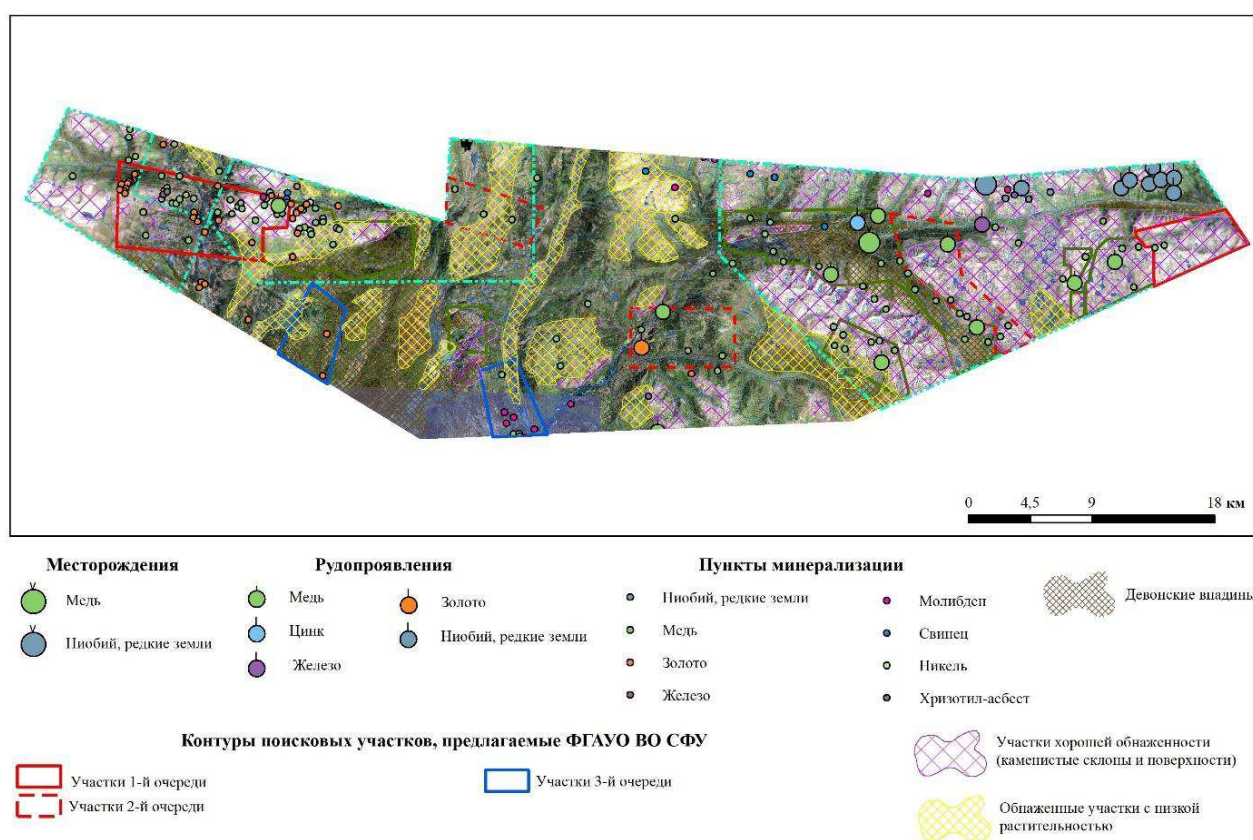 0 4,5 9 18 км
Месторождения
Медь
Ниобий, редкие земли
Рудопроявления
Медь
Цинк
Железо
Золото
Ниобий, редкие земли
Пункты минерализации
Ниобий, редкие земли
Медь
Золото
Железо
Молибден
Свинец
Никель
Хризотил-асбест
Девонские впадины
Контуры поисковых участков, предлагаемые ФГАУО ВО СФУ
Участки 1-й очереди
Участки 2-й очереди
Участки 3-й очереди
Участки хорошей обнаженности
(каменистые склоны и поверхности)
Обнаженные участки с низкой
растительностью